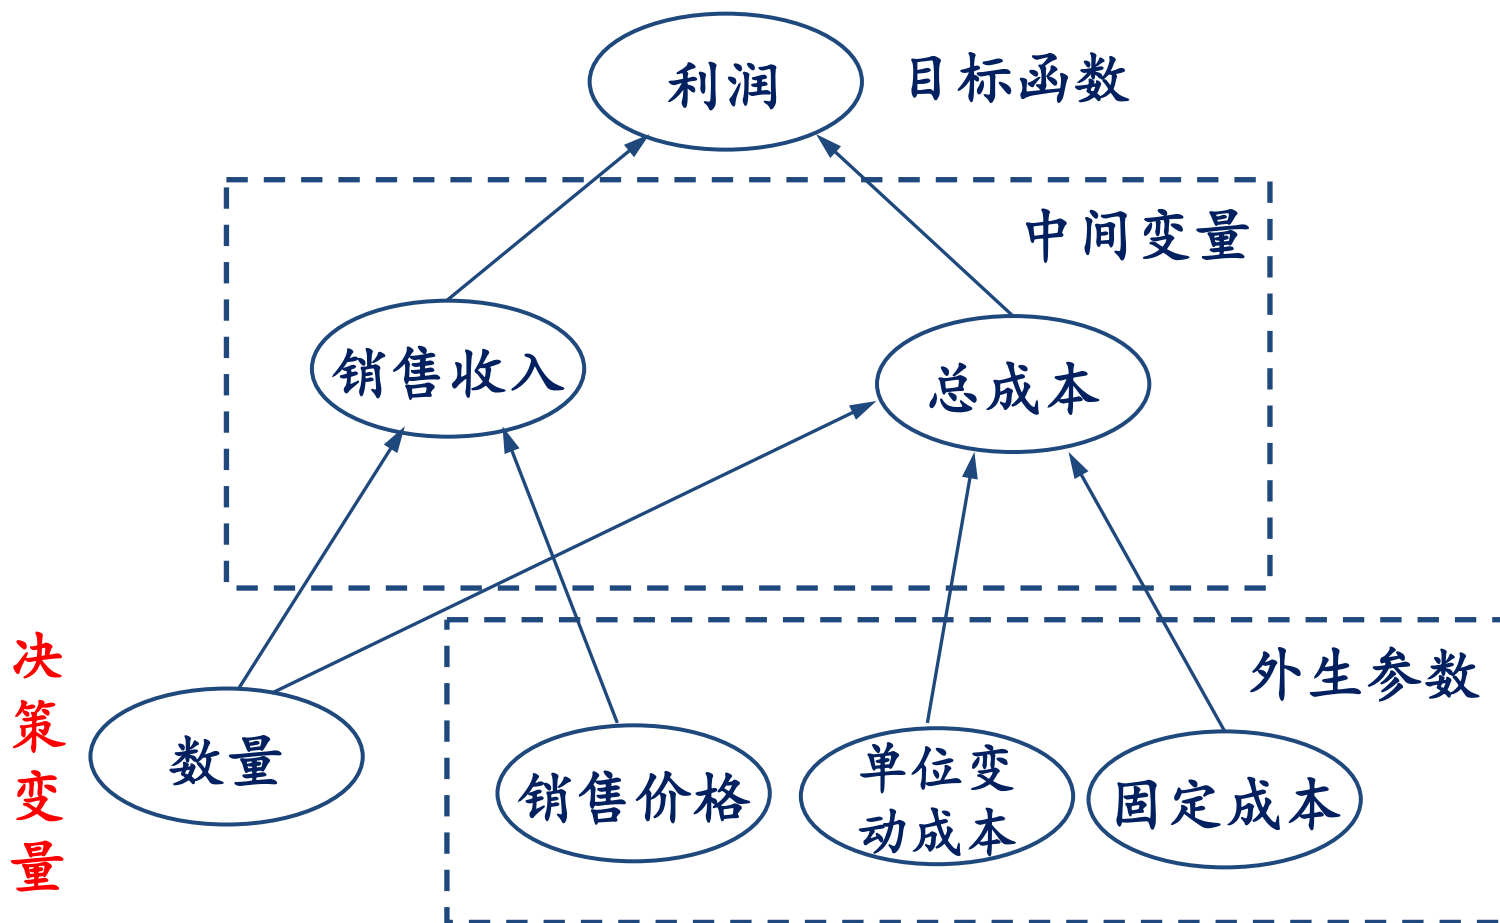 利润
目标函数
中间变量
销售收入
总成本
决
策
变
量
外生参数
数量
销售价格
单位变
动成本
固定成本